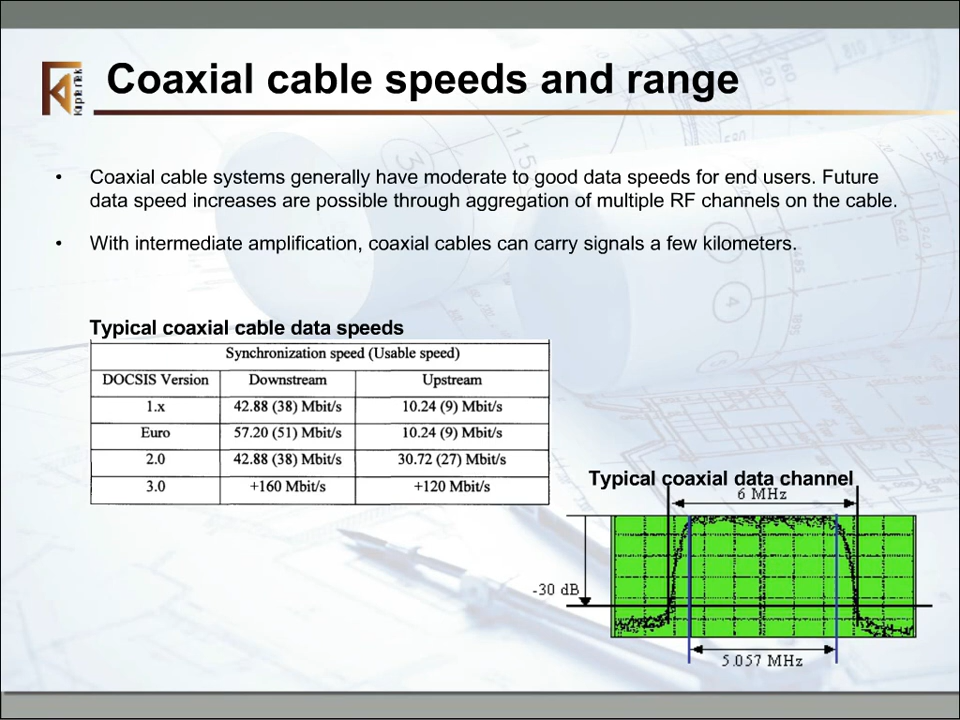 Coaxial cable speeds and range
KaplerTek
• Coaxial cable systems generally have moderate to good data speeds for end users. Future
data speed increases are possible through aggregation of multiple RF channels on the cable.
• With intermediate amplification, coaxial cables can carry signals a few kilometers.
Typical coaxial cable data speeds
Synchronization speed (Usable speed)
DOCSIS Version Downstream Upstream
1.x 42.88 (38) Mbit/s 10.24 (9) Mbit/s
Euro 57.20 (51) Mbit/s 10.24 (9) Mbit/s
2.0 42.88 (38) Mbit/s 30.72 (27) Mbit/s
3.0 +160 Mbit/s +120 Mbit/s
Typical coaxial data channel
6 MHz
-30 dB
5.057 MHz
115
3
4